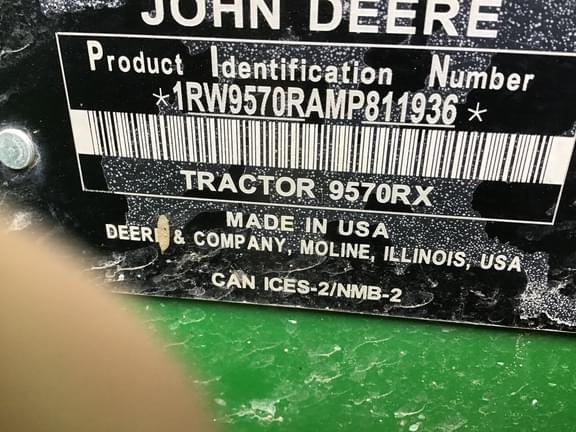 JOHN DEERE
Product Identification Number
*1RW9570RAMP811936*
TRACTOR 9570RX
MADE IN USA
DEERE & COMPANY, MOLINE, ILLINOIS, USA
CAN ICES-2/NMB-2